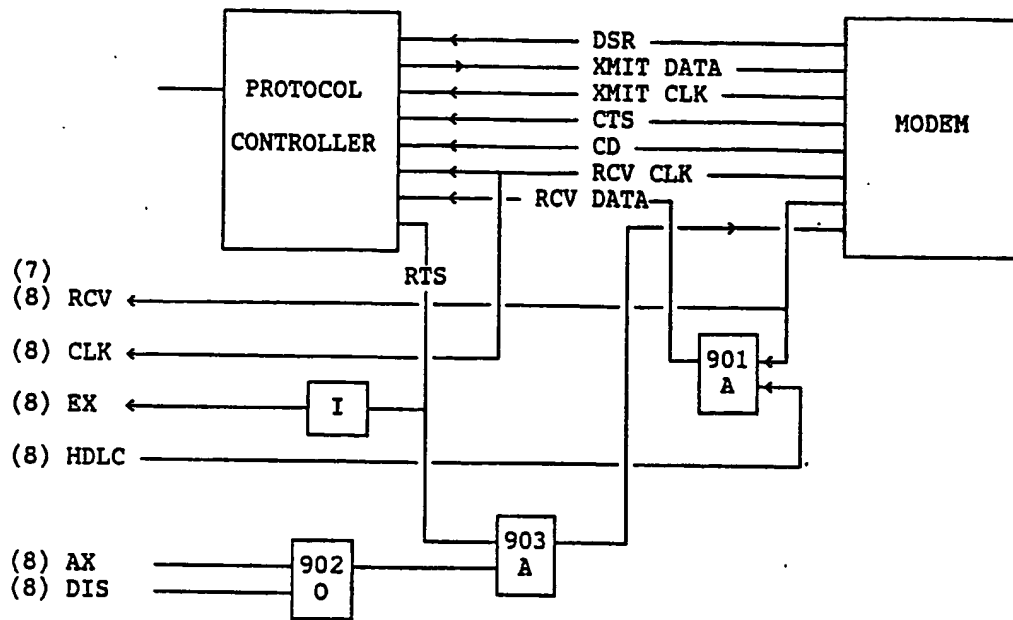 DSR
XMIT DATA
PROTOCOL
CONTROLLER
XMIT CLK
CTS
CD
RCV CLK
RCV DATA
MODEM
RTS
(7)
(8) RCV
(8) CLK
901
A
(8) EX
I
(8) HDLC
903
A
(8) AX
(8) DIS
902
O